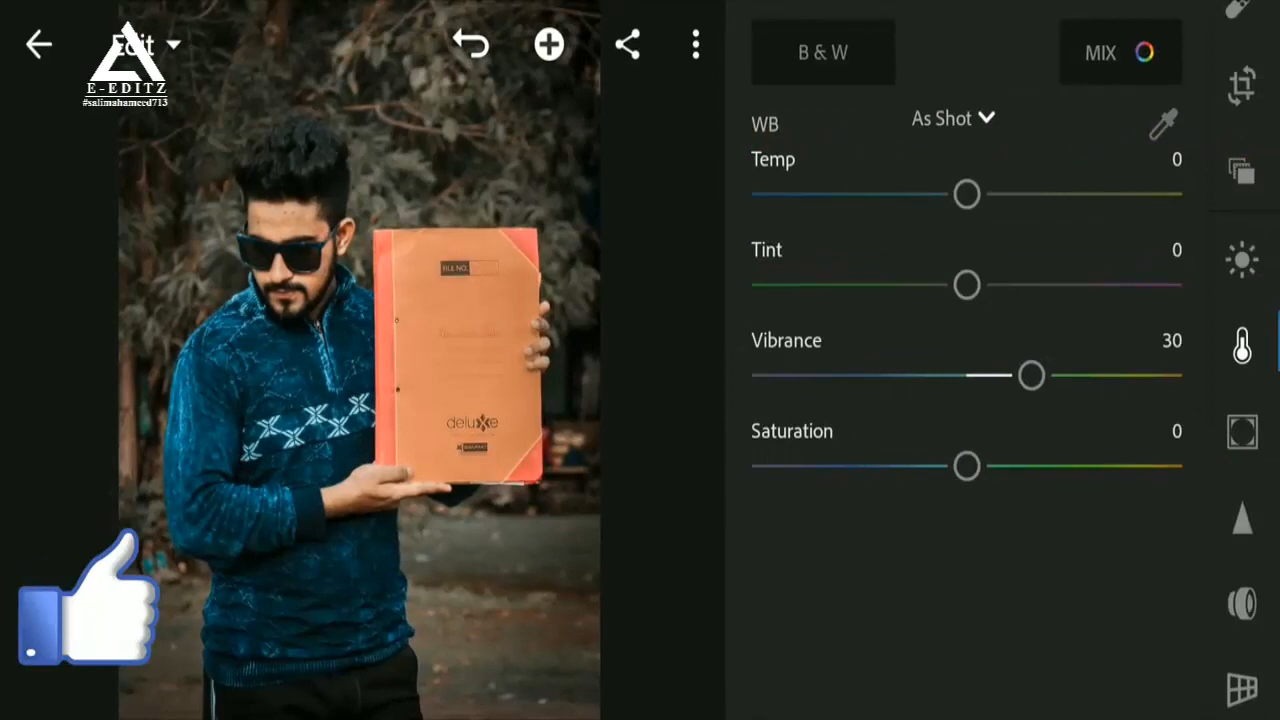 Edit
E-EDITZ
#salimahameed713
B & W
MIX
WB
As Shot
Temp
0
Tint
0
Vibrance
30
Saturation
0
FILE NO.
deluxe